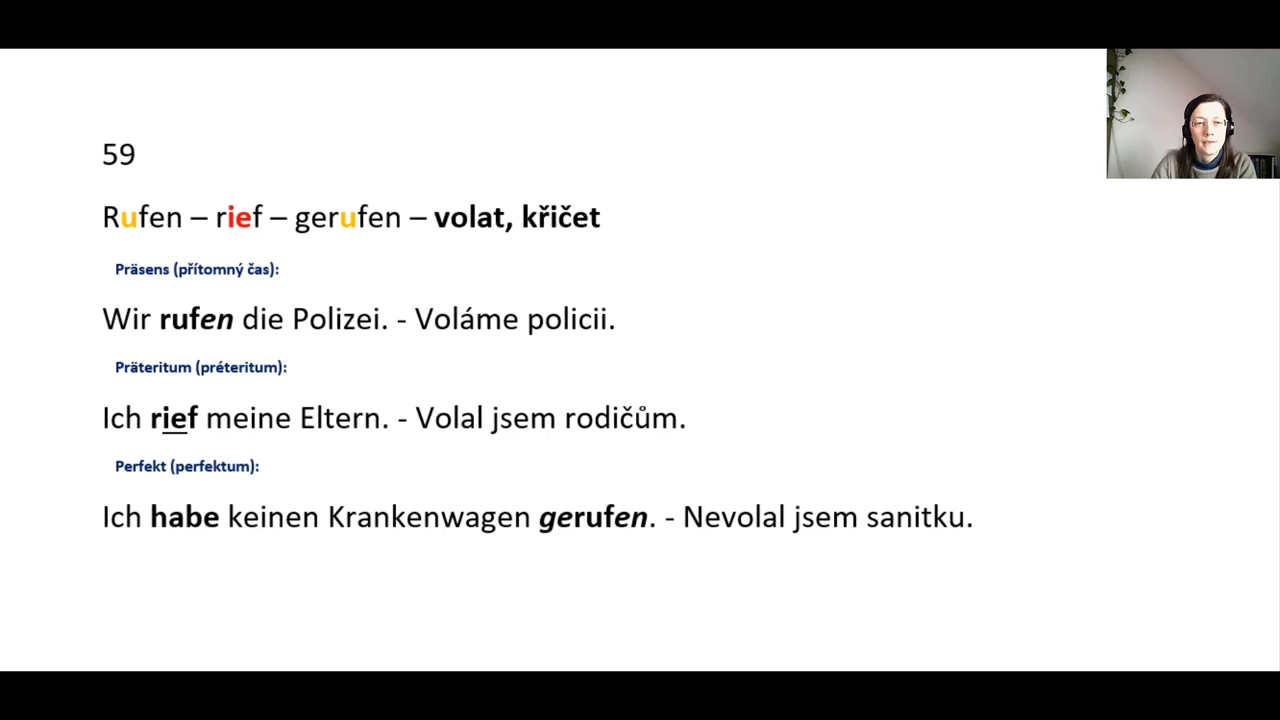 59
Rufen – rief – gerufen – volat, křičet
Präsens (přítomný čas):
Wir rufen die Polizei. - Voláme policii.
Präteritum (préteritum):
Ich rief meine Eltern. - Volal jsem rodičům.
Perfekt (perfektum):
Ich habe keinen Krankenwagen gerufen. - Nevolal jsem sanitku.